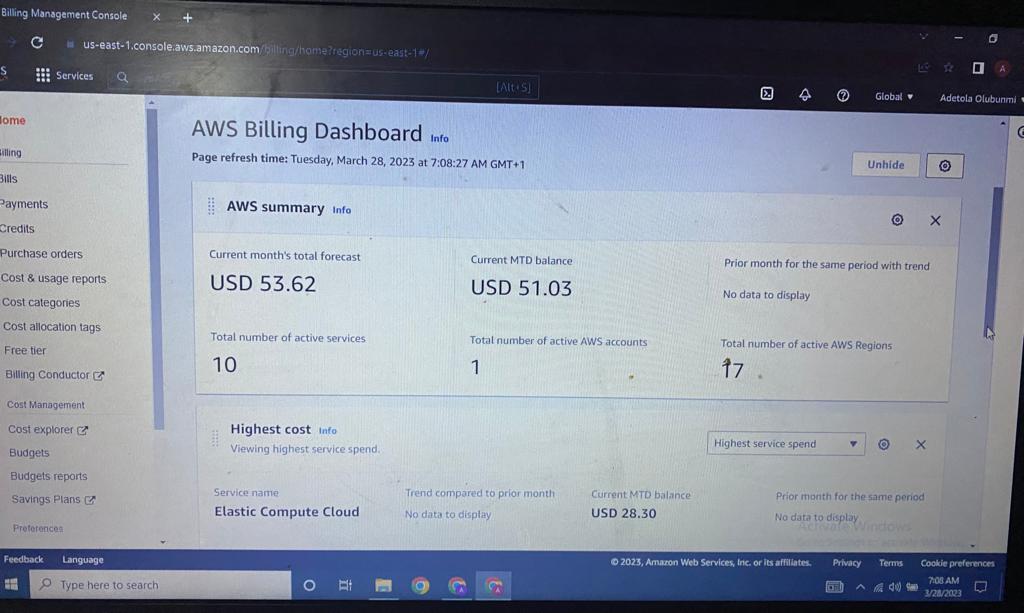 Billing Management Console
us-east-1.console.aws.amazon.com/billing/home?region=us-east-1#/
Services
[Alt+S]
Global
Adetola Olubunmi
Home
Billing
Bills
Payments
Credits
Purchase orders
Cost & usage reports
Cost categories
Cost allocation tags
Free tier
Billing Conductor
Cost Management
Cost explorer
Budgets
Budgets reports
Savings Plans
Preferences
AWS Billing Dashboard Info
Page refresh time: Tuesday, March 28, 2023 at 7:08:27 AM GMT+1
Unhide
AWS summary Info
Current month's total forecast
USD 53.62
Current MTD balance
USD 51.03
Prior month for the same period with trend
No data to display
Total number of active services
10
Total number of active AWS accounts
1
Total number of active AWS Regions
17
Highest cost Info
Viewing highest service spend.
Highest service spend
Service name
Elastic Compute Cloud
Trend compared to prior month
No data to display
Current MTD balance
USD 28.30
Prior month for the same period
No data to display
Activate Windows
Feedback Language
© 2023, Amazon Web Services, Inc. or its affiliates. Privacy Terms Cookie preferences
Type here to search
7:08 AM
3/28/2023